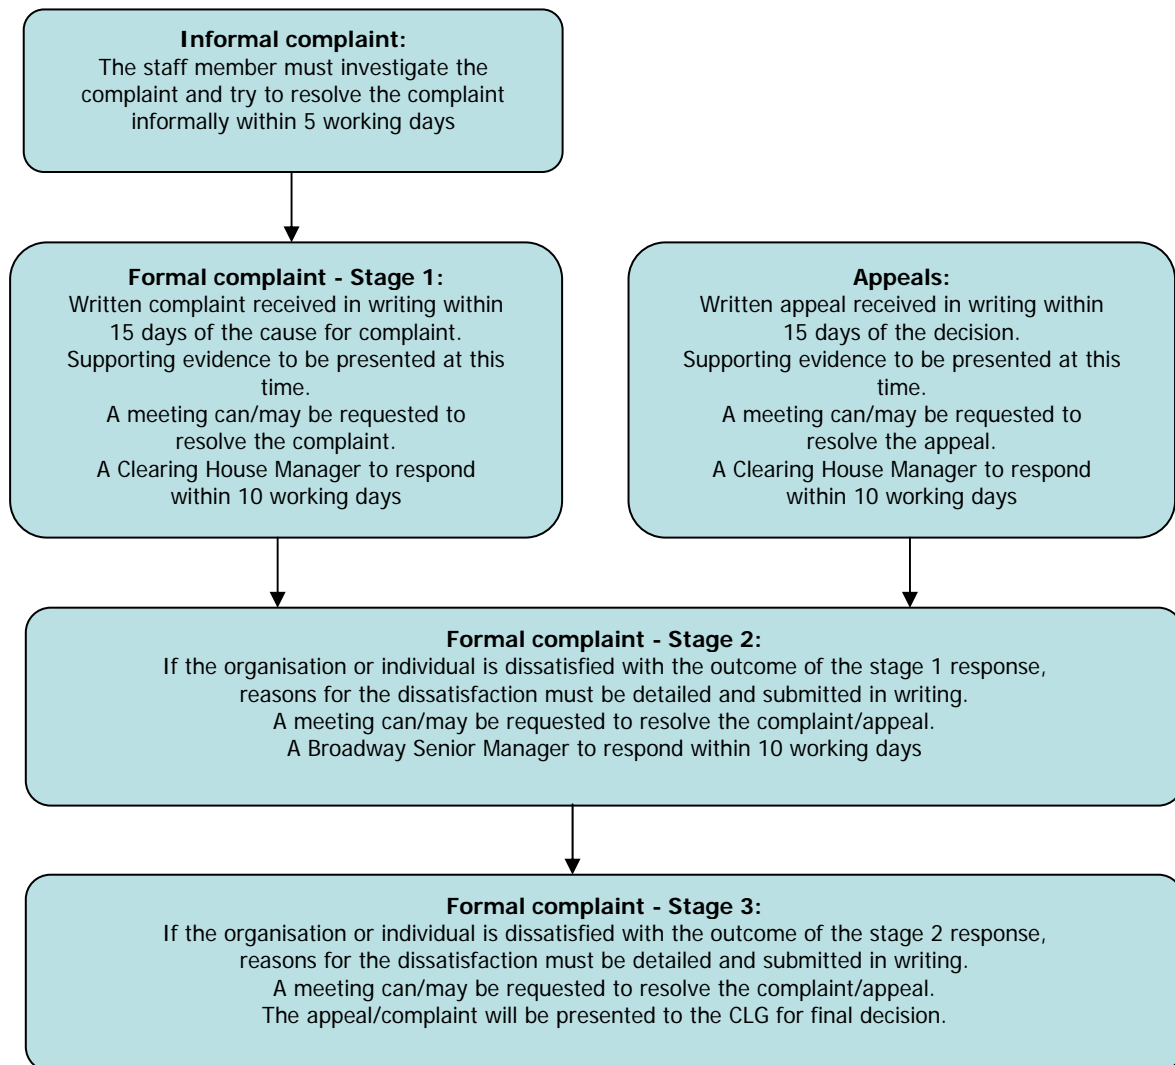 Informal complaint:
The staff member must investigate the
complaint and try to resolve the complaint
informally within 5 working days
Formal complaint - Stage 1:
Written complaint received in writing within
15 days of the cause for complaint.
Supporting evidence to be presented at this
time.
A meeting can/may be requested to
resolve the complaint.
A Clearing House Manager to respond
within 10 working days
Appeals:
Written appeal received in writing within
15 days of the decision.
Supporting evidence to be presented at this
time.
A meeting can/may be requested to
resolve the appeal.
A Clearing House Manager to respond
within 10 working days
Formal complaint - Stage 2:
If the organisation or individual is dissatisfied with the outcome of the stage 1 response,
reasons for the dissatisfaction must be detailed and submitted in writing.
A meeting can/may be requested to resolve the complaint/appeal.
A Broadway Senior Manager to respond within 10 working days
Formal complaint - Stage 3:
If the organisation or individual is dissatisfied with the outcome of the stage 2 response,
reasons for the dissatisfaction must be detailed and submitted in writing.
A meeting can/may be requested to resolve the complaint/appeal.
The appeal/complaint will be presented to the CLG for final decision.